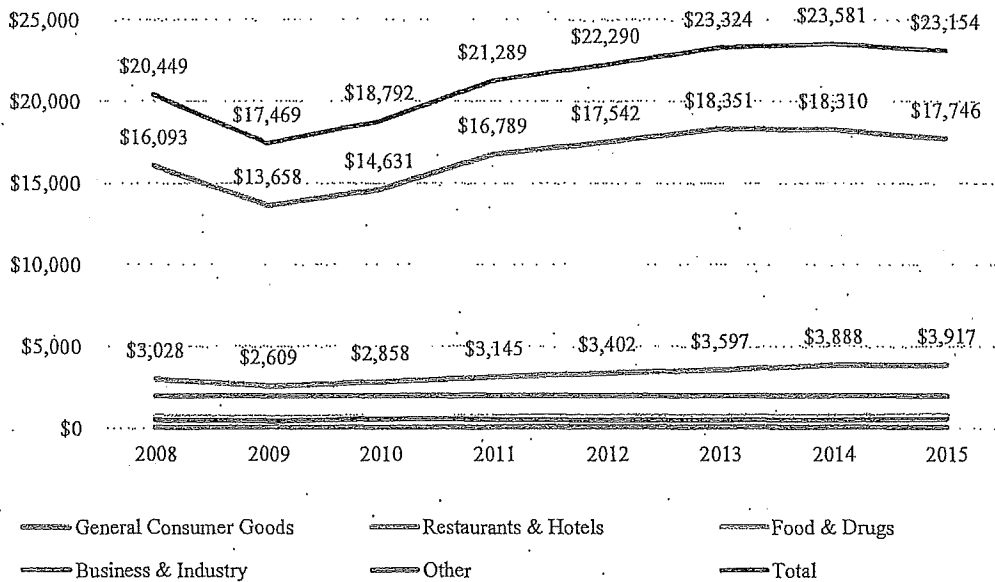 $25,000
$23,324 $23,581 $23,154
$22,290
$21,289
$20,449
$20,000
$18,792
$17,469
$18,351 $18,310 $17,746
$17,542
$16,789
$16,093
$14,631
$13,658
$15,000
$10,000
$5,000
$3,028 $2,609 $2,858 $3,145 $3,402 $3,597 $3,888 $3,917
$0
2008 2009 2010 2011 2012 2013 2014 2015
General Consumer Goods Restaurants & Hotels Food & Drugs
Business & Industry Other Total